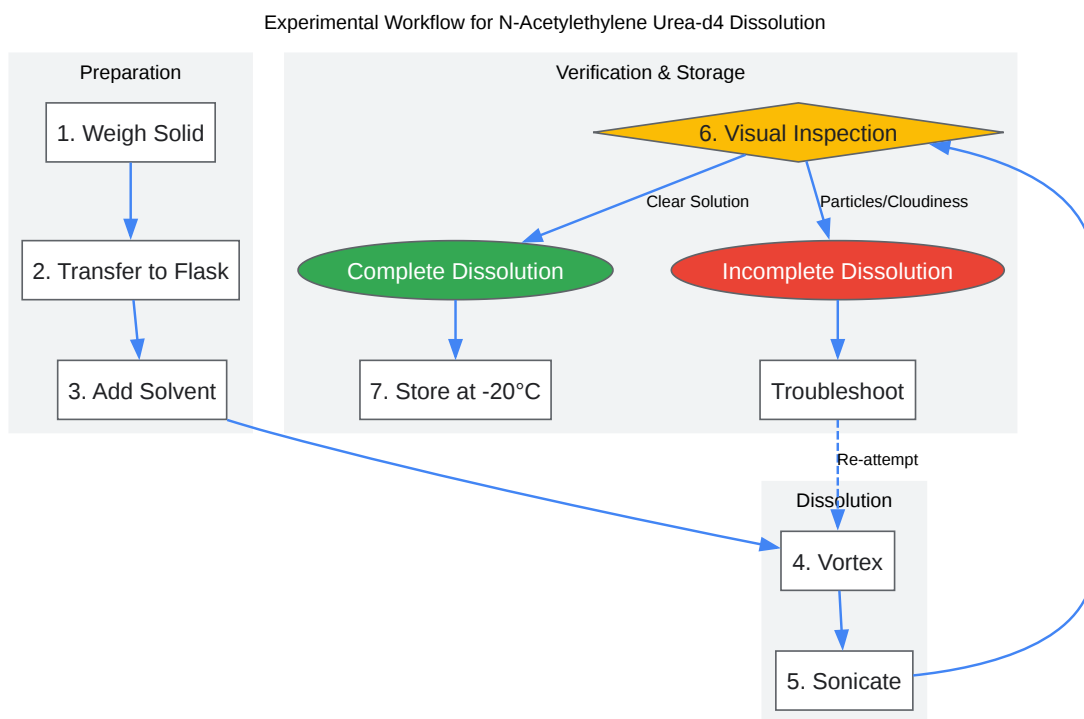 Experimental Workflow for N-Acetylethylene Urea-d4 Dissolution
Preparation
1. Weigh Solid
2. Transfer to Flask
3. Add Solvent
Verification & Storage
6. Visual Inspection
Clear Solution
Particles/Cloudiness
Complete Dissolution
Incomplete Dissolution
7. Store at -20°C
Troubleshoot
Re-attempt
Dissolution
4. Vortex
5. Sonicate